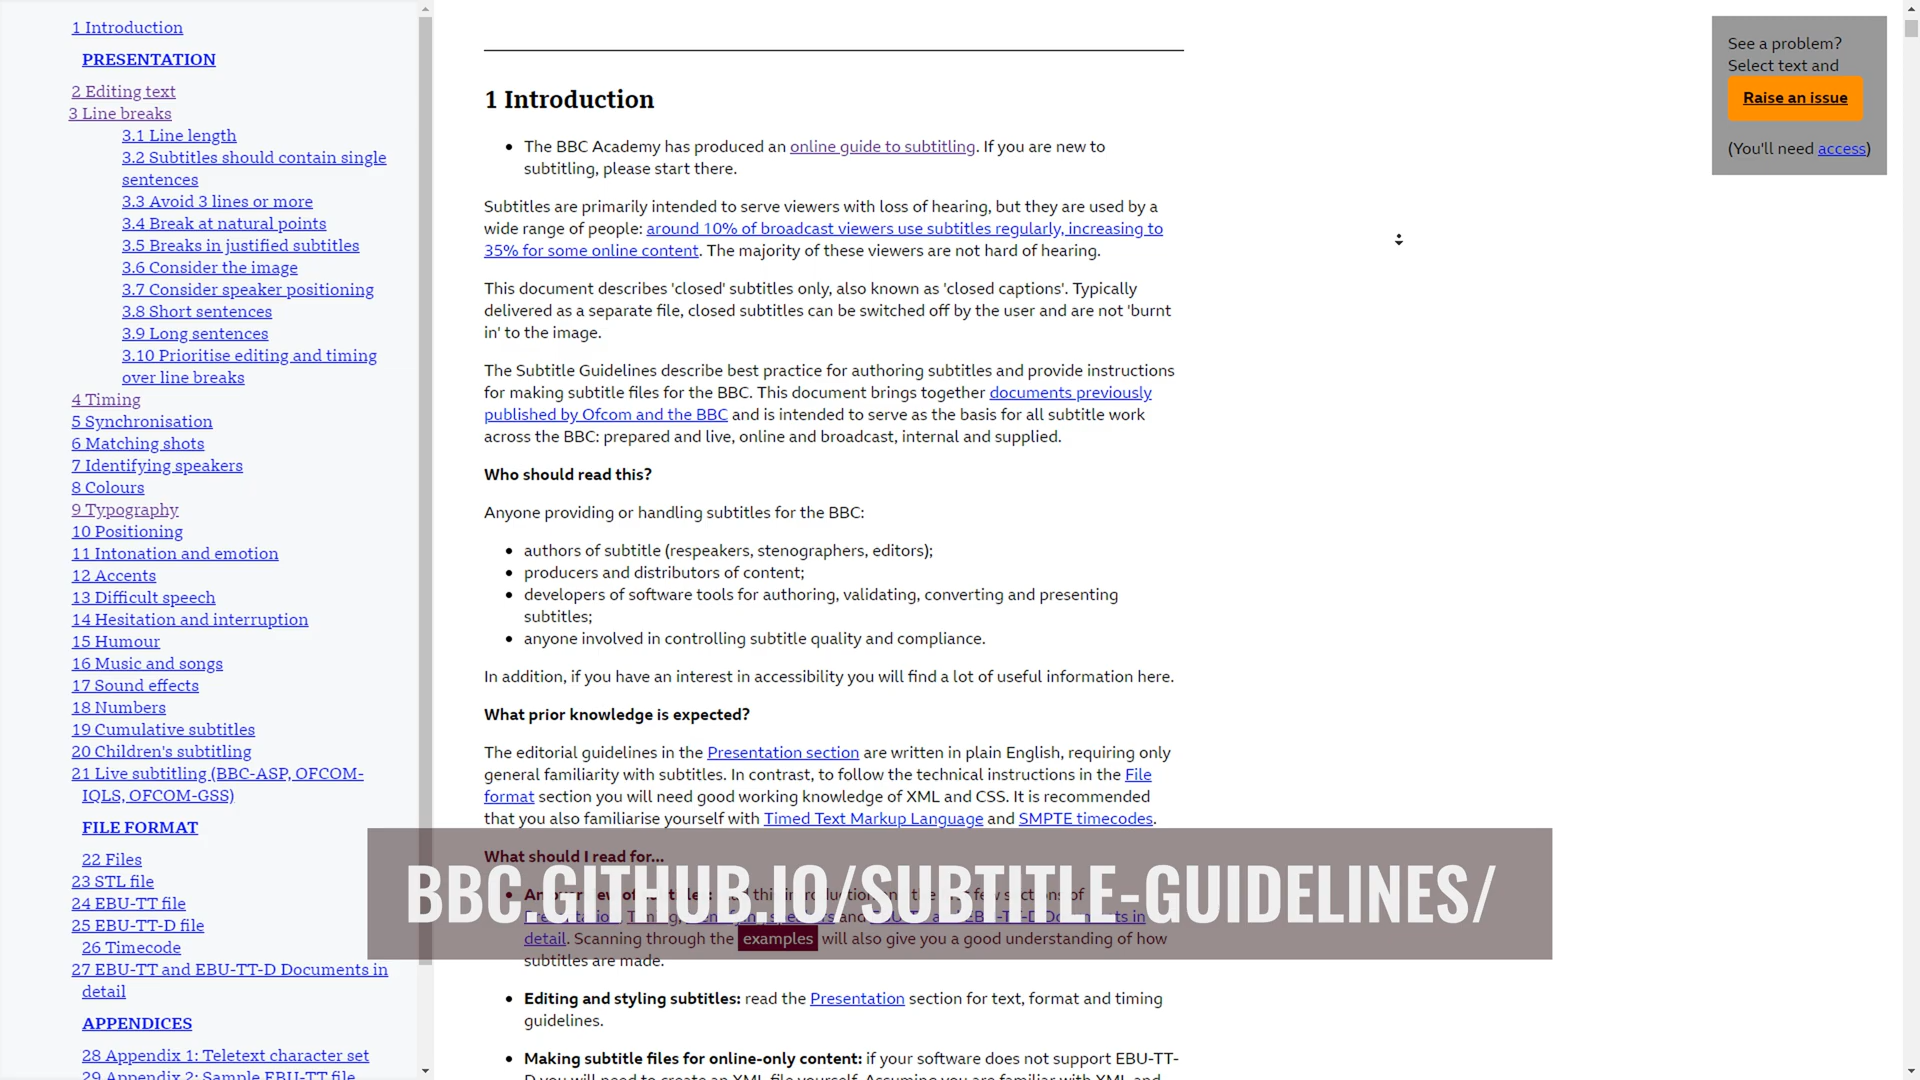 1 Introduction
PRESENTATION
2 Editing text
3 Line breaks
3.1 Line length
3.2 Subtitles should contain single
sentences
3.3 Avoid 3 lines or more
3.4 Break at natural points
3.5 Breaks in justified subtitles
3.6 Consider the image
3.7 Consider speaker positioning
3.8 Short sentences
3.9 Long sentences
3.10 Prioritise editing and timing
over line breaks
4 Timing
5 Synchronisation
6 Matching shots
7 Identifying speakers
8 Colours
9 Typography
10 Positioning
11 Intonation and emotion
12 Accents
13 Difficult speech
14 Hesitation and interruption
15 Humour
16 Music and songs
17 Sound effects
18 Numbers
19 Cumulative subtitles
20 Children's subtitling
21 Live subtitling (BBC-ASP, OFCOM-
IQLS, OFCOM-GSS)
FILE FORMAT
22 Files
23 STL file
24 EBU-TT file
25 EBU-TT-D file
26 Timecode
27 EBU-TT and EBU-TT-D Documents in
detail
APPENDICES
28 Appendix 1: Teletext character set
29 Appendix 2: Sample EBU-TT file
1 Introduction
• The BBC Academy has produced an online guide to subtitling. If you are new to
subtitling, please start there.
Subtitles are primarily intended to serve viewers with loss of hearing, but they are used by a
wide range of people: around 10% of broadcast viewers use subtitles regularly, increasing to
35% for some online content. The majority of these viewers are not hard of hearing.
This document describes 'closed' subtitles only, also known as 'closed captions'. Typically
delivered as a separate file, closed subtitles can be switched off by the user and are not 'burnt
in' to the image.
The Subtitle Guidelines describe best practice for authoring subtitles and provide instructions
for making subtitle files for the BBC. This document brings together documents previously
published by Ofcom and the BBC and is intended to serve as the basis for all subtitle work
across the BBC: prepared and live, online and broadcast, internal and supplied.
Who should read this?
Anyone providing or handling subtitles for the BBC:
• authors of subtitle (respeakers, stenographers, editors);
• producers and distributors of content;
• developers of software tools for authoring, validating, converting and presenting
subtitles;
• anyone involved in controlling subtitle quality and compliance.
In addition, if you have an interest in accessibility you will find a lot of useful information here.
What prior knowledge is expected?
The editorial guidelines in the Presentation section are written in plain English, requiring only
general familiarity with subtitles. In contrast, to follow the technical instructions in the File
format section you will need good working knowledge of XML and CSS. It is recommended
that you also familiarise yourself with Timed Text Markup Language and SMPTE timecodes.
What should I read for...
BBC.GITHUB.IO/SUBTITLE-GUIDELINES/
detail. Scanning through the examples will also give you a good understanding of how
subtitles are made.
• Editing and styling subtitles: read the Presentation section for text, format and timing
guidelines.
• Making subtitle files for online-only content: if your software does not support EBU-TT-
D you will need to create an XML file yourself. Assuming you are familiar with XML and
See a problem?
Select text and
Raise an issue
(You'll need access)